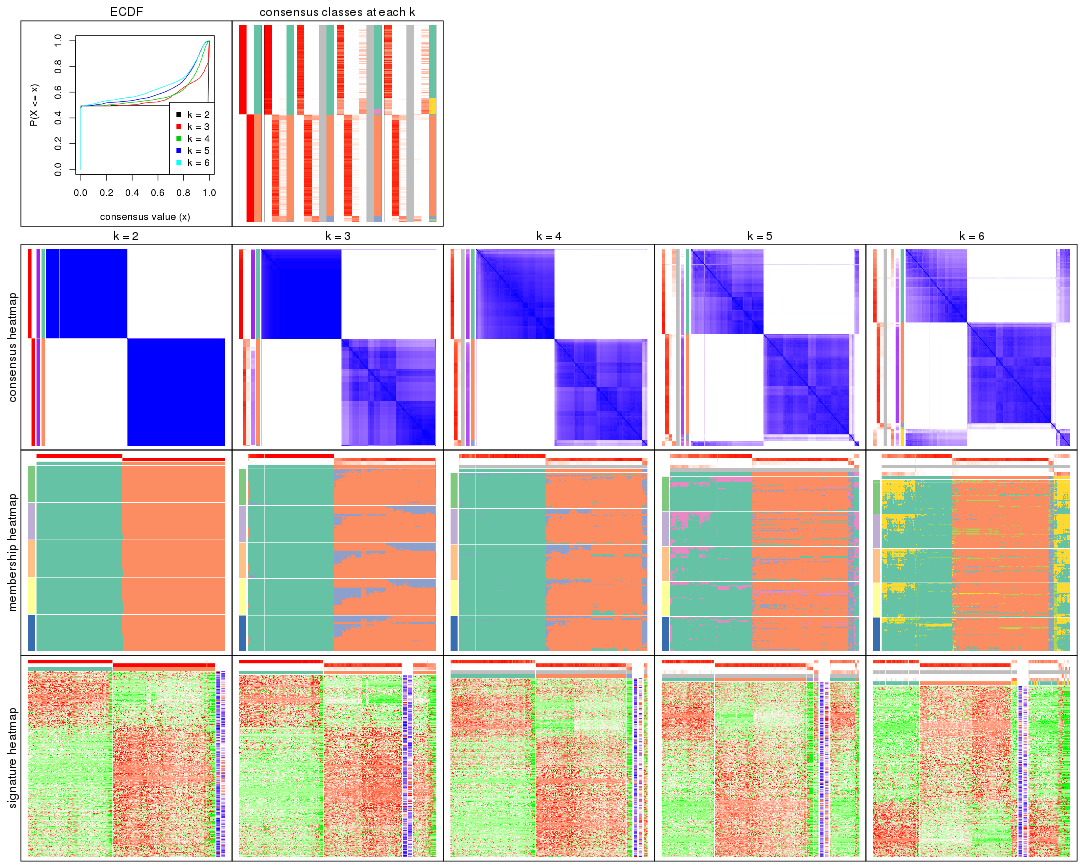 ECDF
consensus classes at each k
P(X <= x)
0.0 0.2 0.4 0.6 0.8 1.0
k = 2
k = 3
k = 4
k = 5
k = 6
0.0 0.2 0.4 0.6 0.8 1.0
consensus value (x)
k = 2 k = 3 k = 4 k = 5 k = 6
consensus heatmap
membership heatmap
signature heatmap